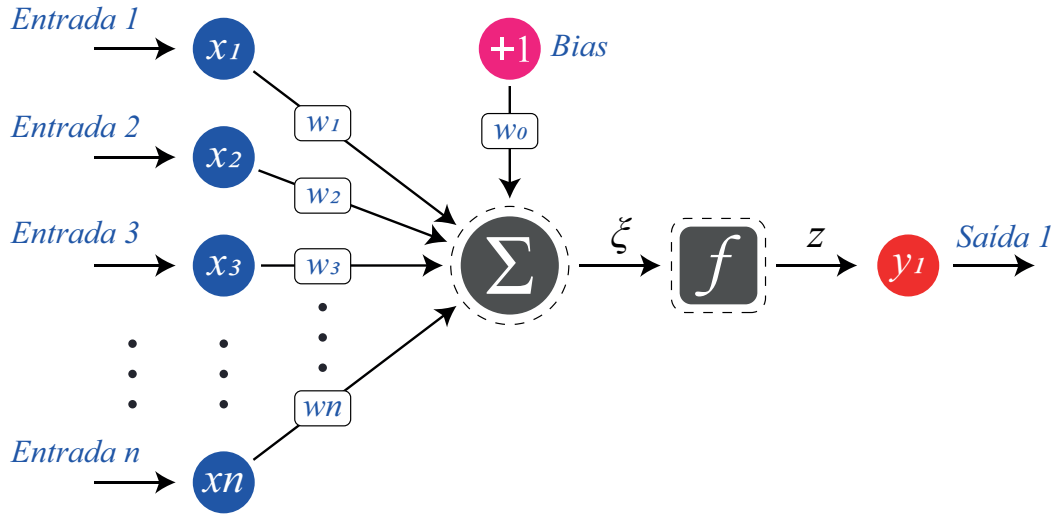 Entrada 1
x1
+1
Bias
w1
w0
Entrada 2
x2
w2
Entrada 3
x3
w3
Σ
ξ
f
z
y1
Saída 1
wn
Entrada n
xn